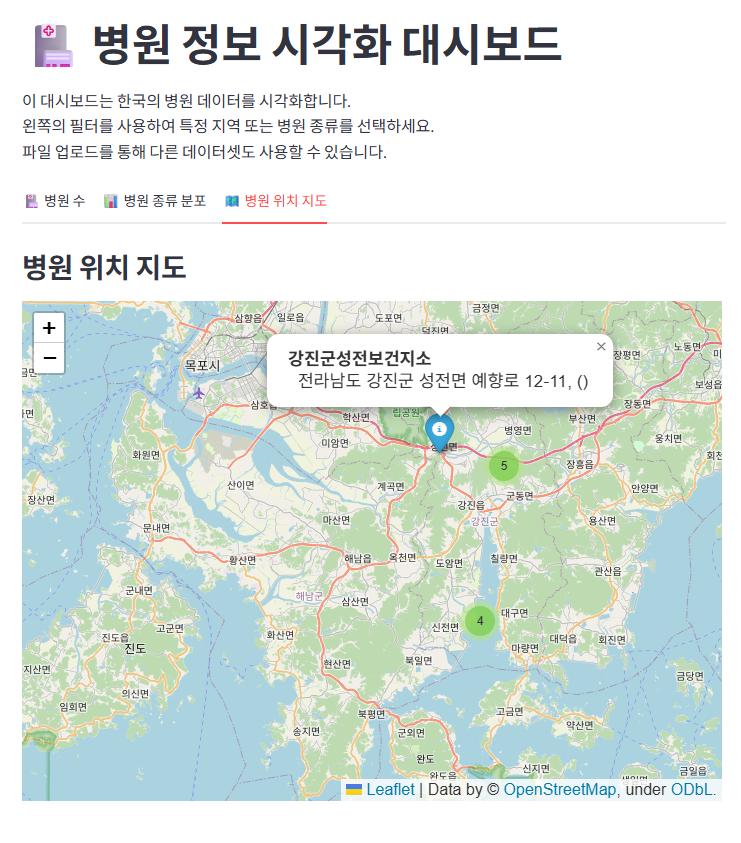 병원 정보 시각화 대시보드
이 대시보드는 한국의 병원 데이터를 시각화합니다.
왼쪽의 필터를 사용하여 특정 지역 또는 병원 종류를 선택하세요.
파일 업로드를 통해 다른 데이터셋도 사용할 수 있습니다.
병원 수 병원 종류 분포 병원 위치 지도
병원 위치 지도
+
−
삼향읍 일로읍 도포면 금정면
덕진면
노동면
장평면
목포시
보성읍
강진군성전보건지소
×
전라남도 강진군 성전면 예향로 12-11, ()
삼호읍 장동면
학산면 립공원 부산면
병영면
미암면 웅치면
화원면
5 장흥읍
산이면 계곡면 군동면 안양면
장산면
강진읍
마산면 강진군 용산면
문내면
황산면 해남읍 옥천면 도암면 칠량면
관산읍
군내면 해남군
삼산면
고군면 신전면 4 대구면
진도읍 화산면 대덕읍 회진면
진도 마량면
지산면 현산면 북일면
금당면
의신면
임회면 북평면 고금면
송지면 군외면 약산면
완도
신지면 금일읍
완도읍
Leaflet | Data by © OpenStreetMap, under ODbL.